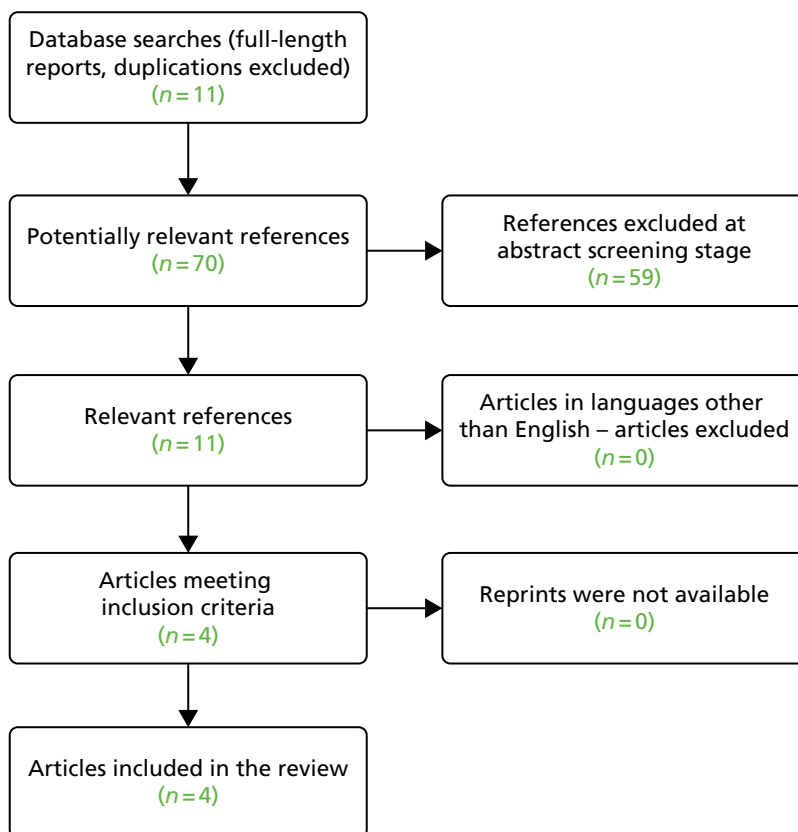 Database searches (full-length
reports, duplications excluded)
(n=11)
Potentially relevant references
(n=70)
References excluded at
abstract screening stage
(n=59)
Relevant references
(n=11)
Articles in languages other
than English – articles excluded
(n=0)
Articles meeting
inclusion criteria
(n=4)
Reprints were not available
(n=0)
Articles included in the review
(n=4)